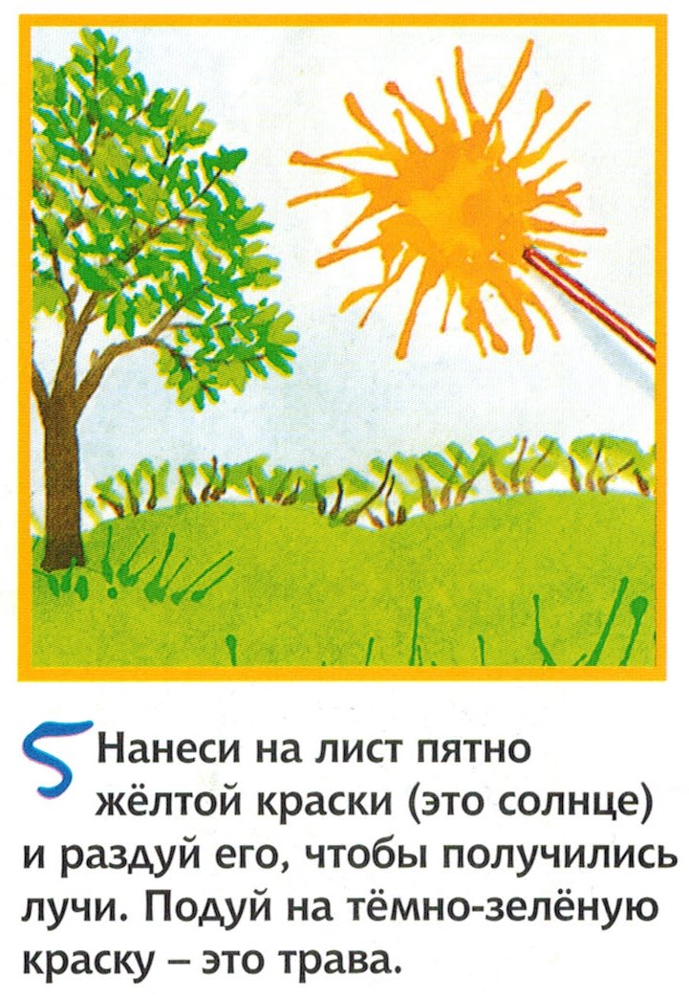 5 Нанеси на лист пятно
жёлтой краски (это солнце)
и раздуй его, чтобы получились
лучи. Подуй на тёмно-зелёную
краску – это трава.